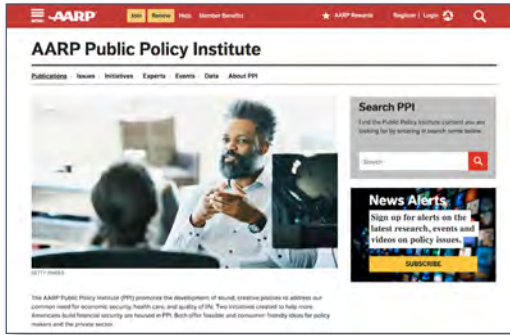 AARP
MENU
Join
Renew
Help
Member Benefits
AARP Rewards
Register | Login
AARP Public Policy Institute
Publications
Issues
Initiatives
Experts
Events
Data
About PPI
Search PPI
Find the Public Policy Institute content you are
looking for by entering in search terms below.
Search
News Alerts
Sign up for alerts on the
latest research, events and
videos on policy issues.
SUBSCRIBE
GETTY IMAGES
The AARP Public Policy Institute (PPI) promotes the development of sound, creative policies to address our
common need for economic security, health care, and quality of life. Two initiatives created to help more
Americans build financial security are housed in PPI. Both offer feasible and consumer-friendly ideas for policy
makers and the private sector.